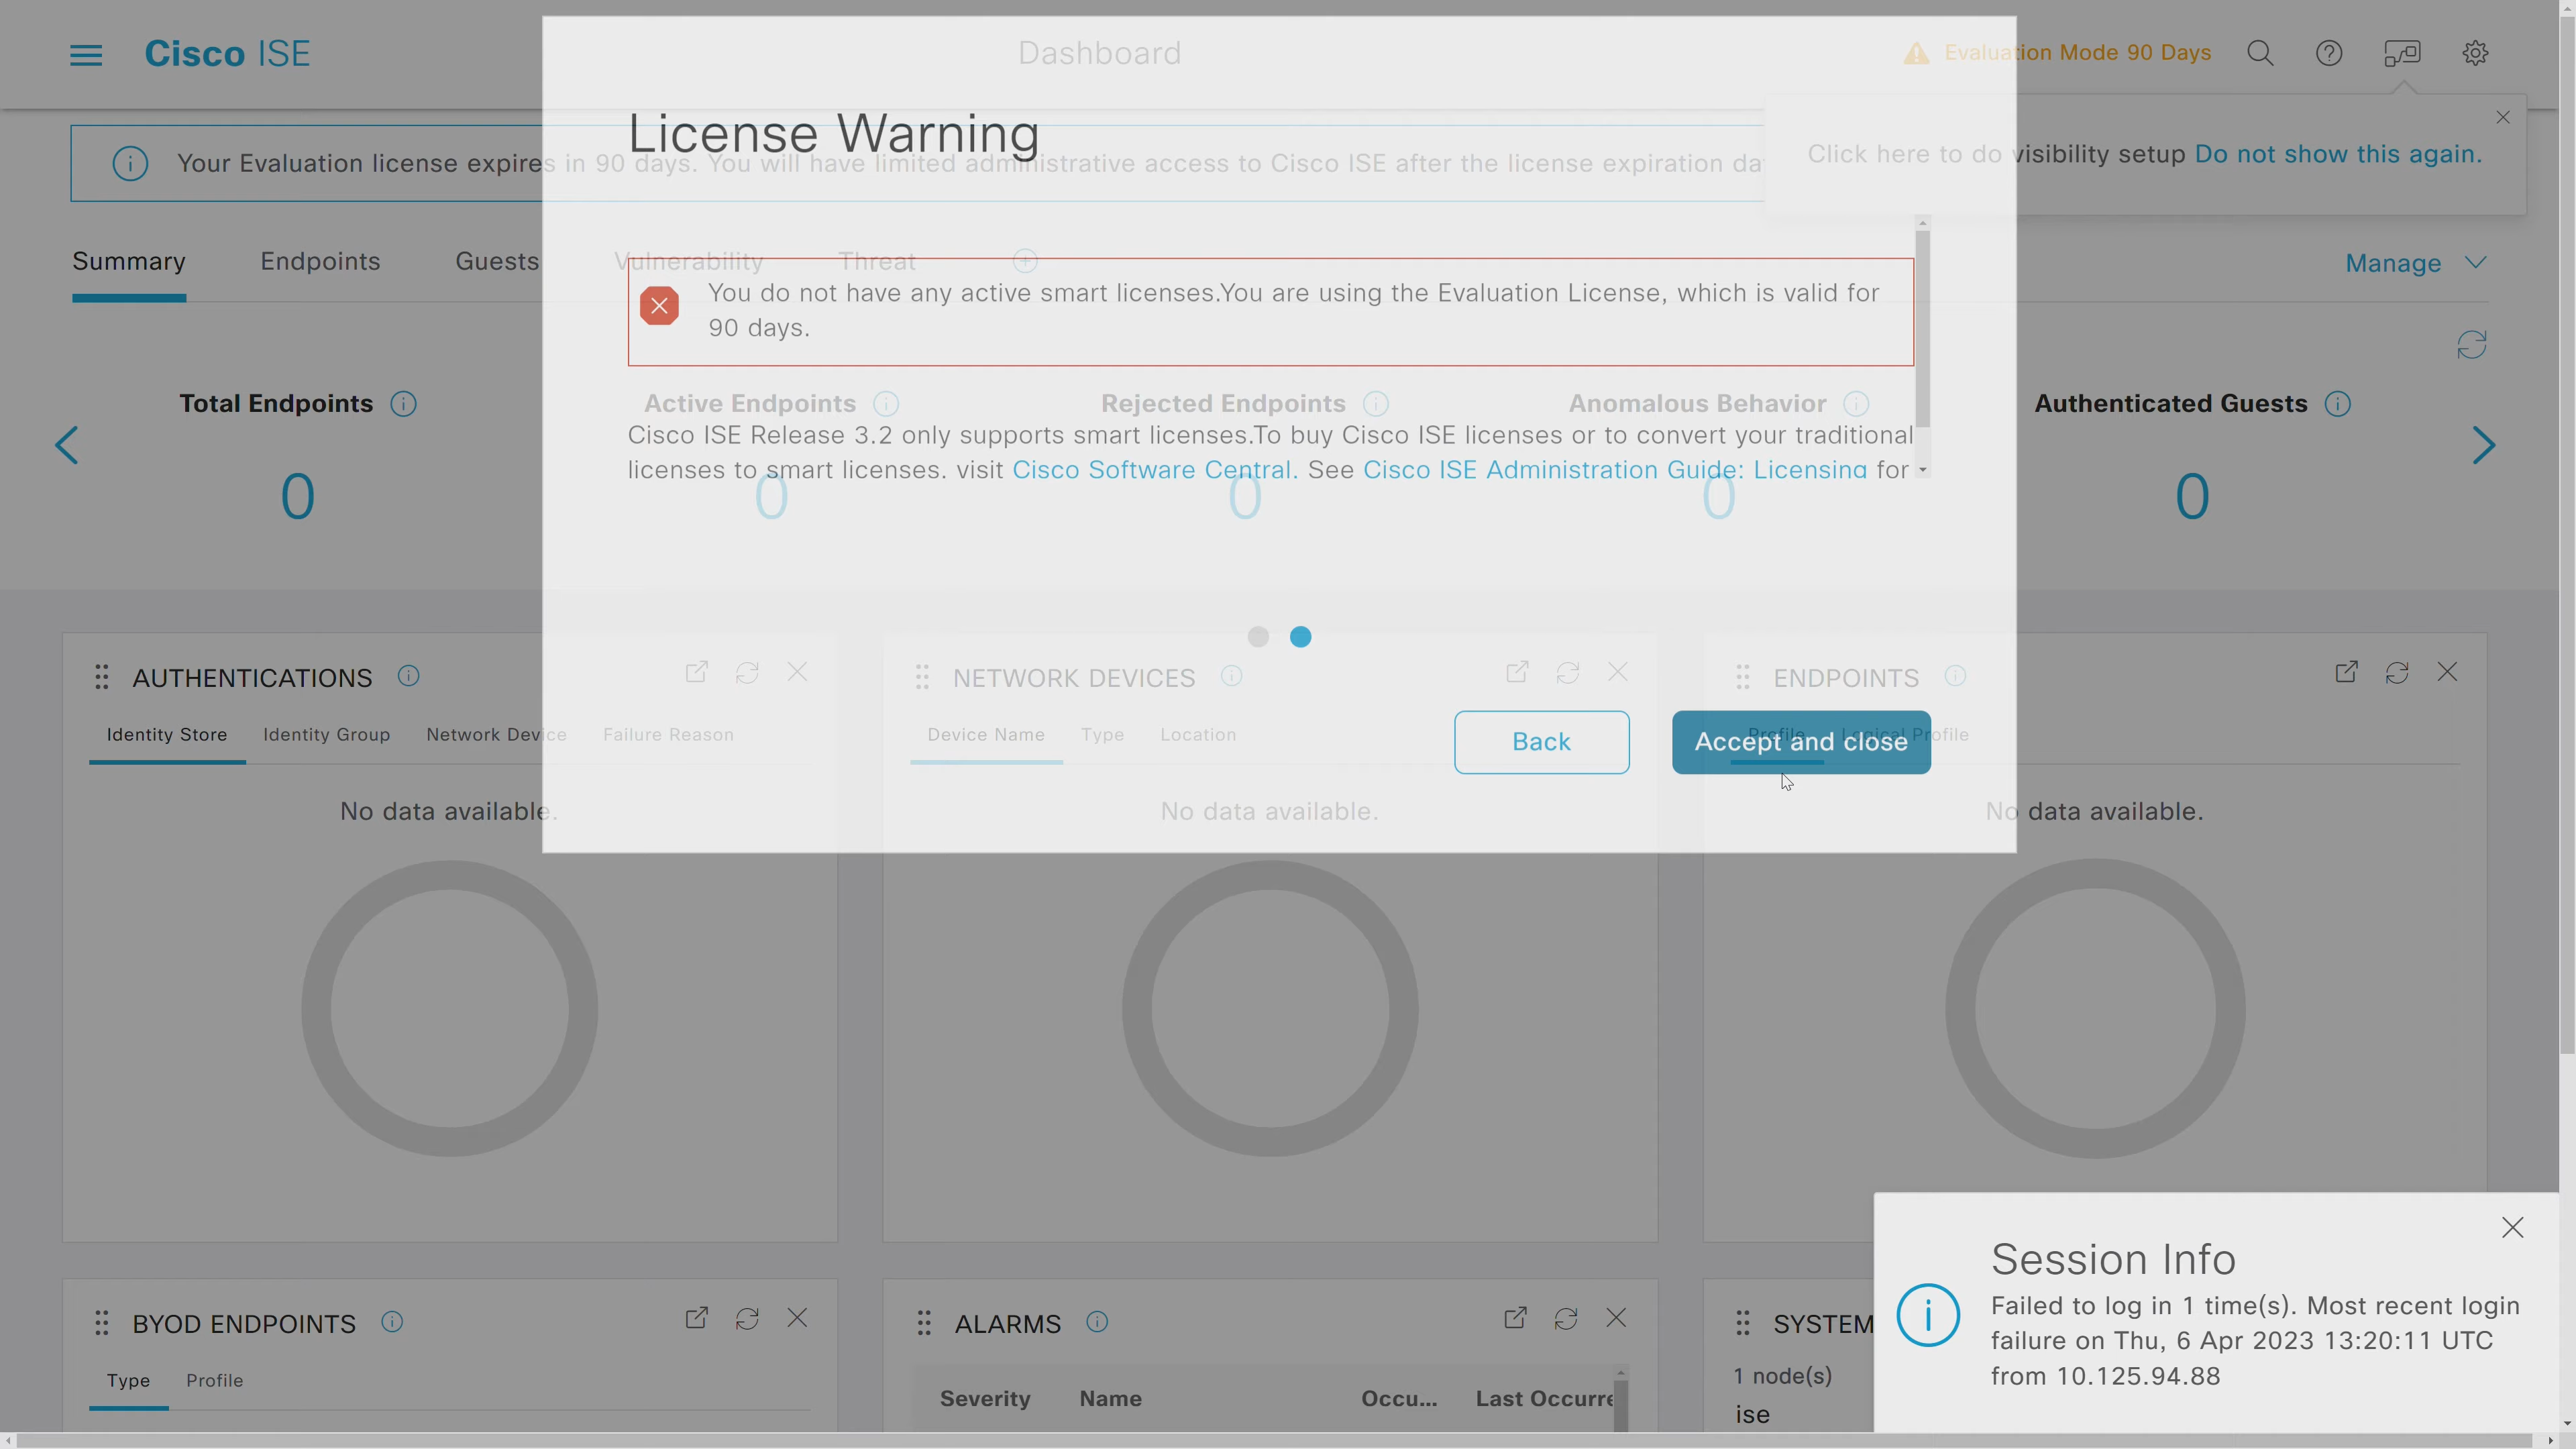 Cisco ISE
Dashboard
Evaluation Mode 90 Days
License Warning
Your Evaluation license expires in 90 days. You will have limited administrative access to Cisco ISE after the license expiration da
Click here to do visibility setup Do not show this again.
Summary
Endpoints
Guests
Vulnerability
Threat
Manage
You do not have any active smart licenses.You are using the Evaluation License, which is valid for
90 days.
Total Endpoints
Active Endpoints
Rejected Endpoints
Anomalous Behavior
Authenticated Guests
Cisco ISE Release 3.2 only supports smart licenses.To buy Cisco ISE licenses or to convert your traditional
licenses to smart licenses. visit Cisco Software Central. See Cisco ISE Administration Guide: Licensing for
0
0
0
0
0
AUTHENTICATIONS
NETWORK DEVICES
ENDPOINTS
Identity Store
Identity Group
Network Device
Failure Reason
Device Name
Type
Location
Back
Accept and close
Profile
Logical Profile
No data available.
No data available.
No data available.
BYOD ENDPOINTS
Type
Profile
ALARMS
Severity
Name
Occu...
Last Occurre
SYSTEM
1 node(s)
ise
Session Info
Failed to log in 1 time(s). Most recent login
failure on Thu, 6 Apr 2023 13:20:11 UTC
from 10.125.94.88